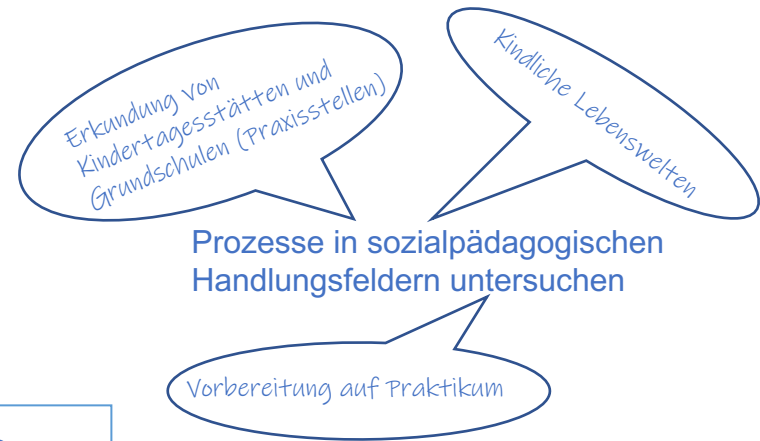 Erkundung von
Kindertagesstätten und
Grundschulen (Praxisstellen)
Kindliche Lebenswelten
Prozesse in sozialpädagogischen
Handlungsfeldern untersuchen
Vorbereitung auf Praktikum